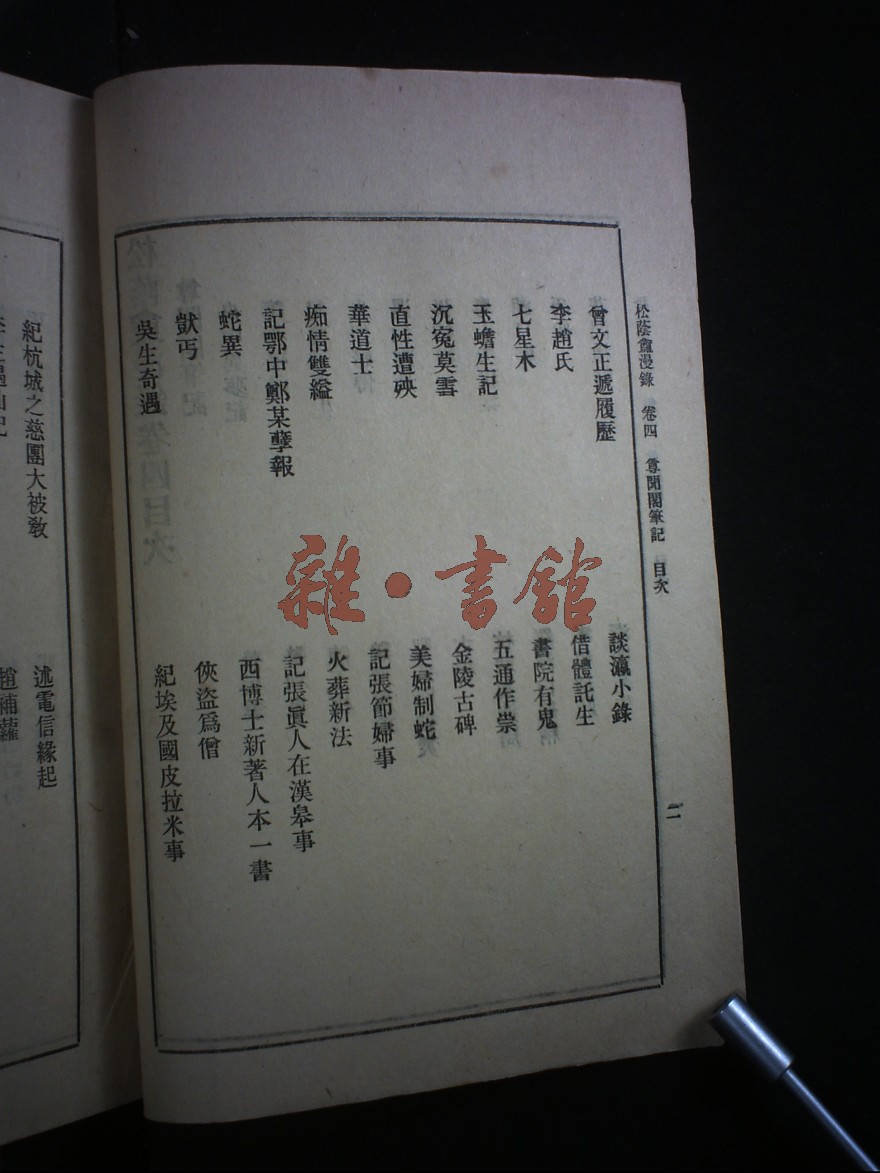 松蔭盦漫錄 卷四 尊聞閣筆記 目次
二
曾文正遞履歷
談瀛小錄
李趙氏
借體託生
七星木
書院有鬼
玉蟾生記
五通作祟
沉冤莫雪
金陵古碑
直性遭殃
美婦制蛇
華道士
記張節婦事
痴情雙縊
火葬新法
記鄂中鄭某孽報
記張眞人在漢皋事
蛇異
西博士新著人本一書
獃丐
俠盜爲僧
吳生奇遇
紀埃及國皮拉米事
紀杭城之慈團大被敎
述電信緣起
趙補蘿
雜·書館